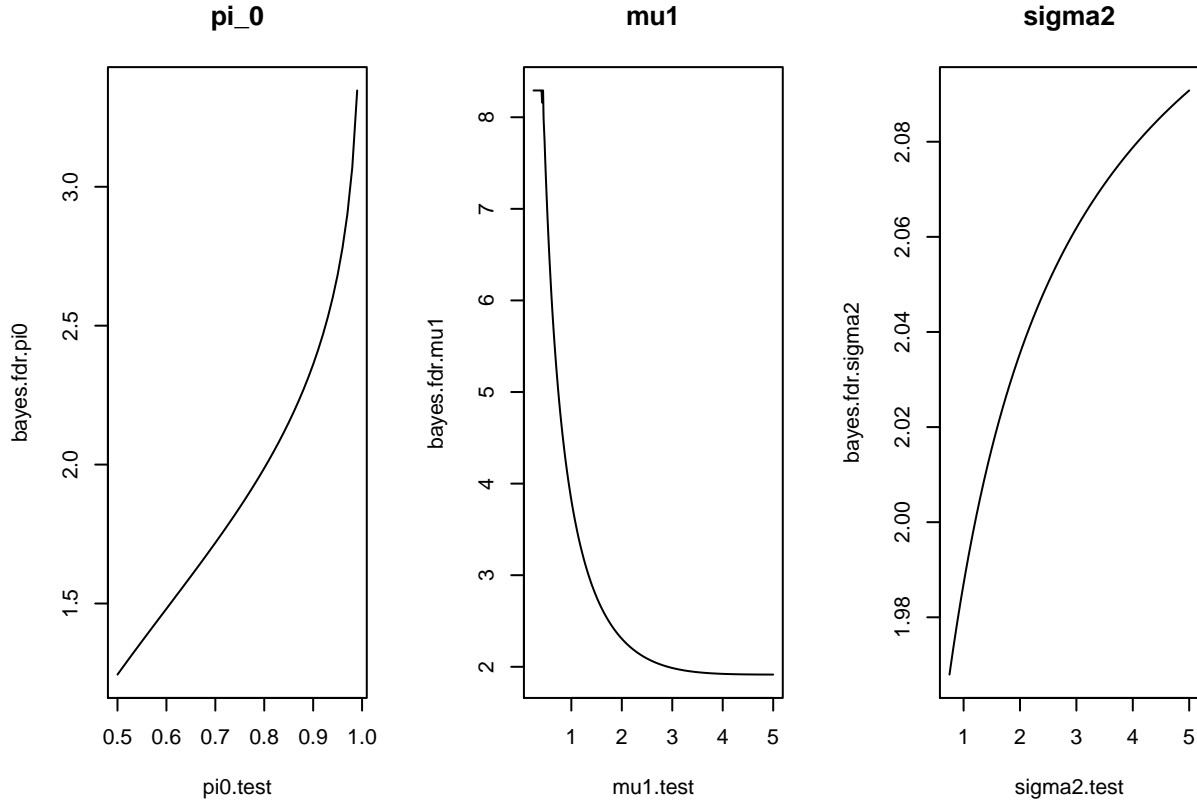 pi_0
bayes.fdr.pi0
3.0
2.5
2.0
1.5
0.5 0.6 0.7 0.8 0.9 1.0
pi0.test
mu1
bayes.fdr.mu1
8
7
6
5
4
3
2
1 2 3 4 5
mu1.test
sigma2
bayes.fdr.sigma2
2.08
2.06
2.04
2.02
2.00
1.98
1 2 3 4 5
sigma2.test